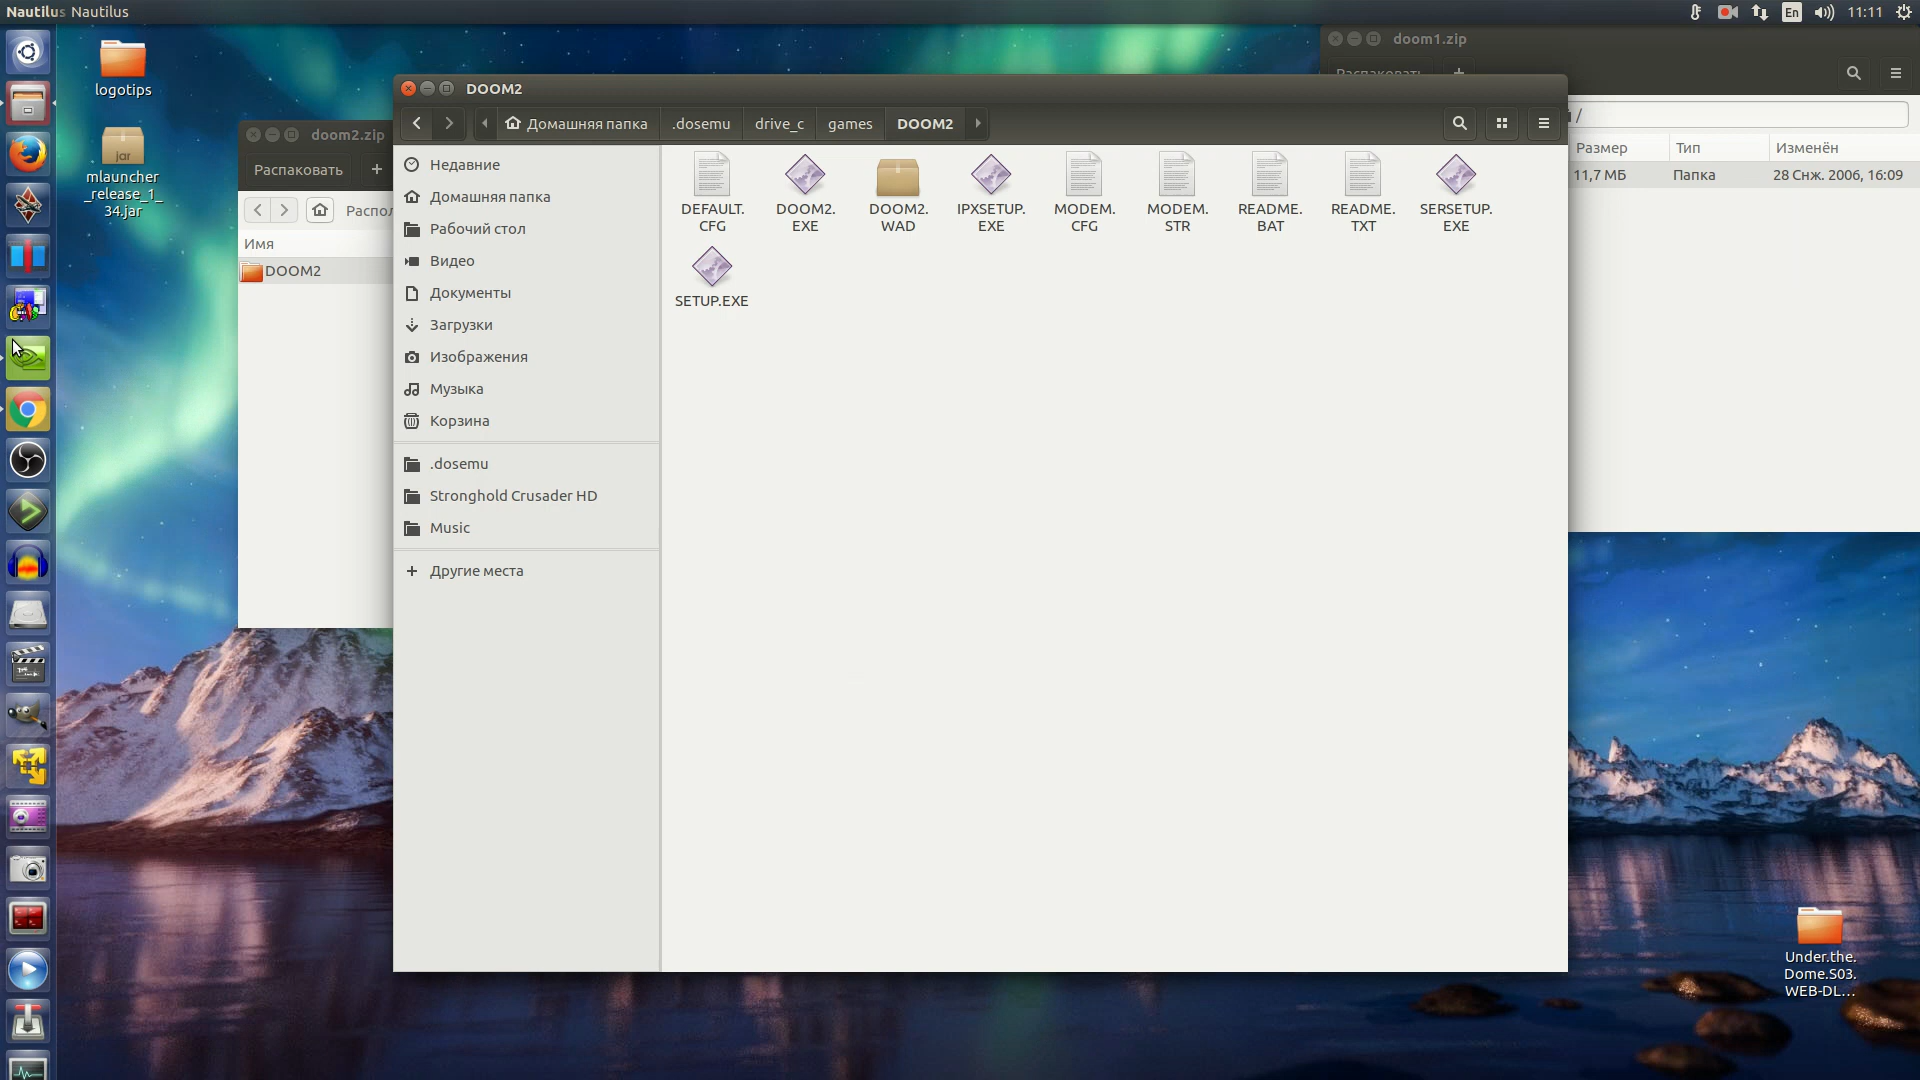 Nautilus Nautilus
En
11:11
logotips
jar
mlauncher
_release_1_
34.jar
doom2.zip
Распаковать
+
Распол
Имя
DOOM2
doom1.zip
Распаковать
+
/
Размер
Тип
Изменён
11,7 МБ
Папка
28 Снж. 2006, 16:09
DOOM2
Домашняя папка
.dosemu
drive_c
games
DOOM2
Недавние
Домашняя папка
Рабочий стол
Видео
Документы
Загрузки
Изображения
Музыка
Корзина
.dosemu
Stronghold Crusader HD
Music
+ Другие места
DEFAULT.
CFG
DOOM2.
EXE
DOOM2.
WAD
IPXSETUP.
EXE
MODEM.
CFG
MODEM.
STR
README.
BAT
README.
TXT
SERSETUP.
EXE
SETUP.EXE
Under.the.
Dome.S03.
WEB-DL...